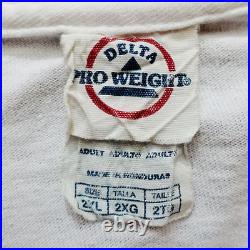 DELTA
PRO WEIGHT
ADULT ADULTO ADULTE
MADE IN HONDURAS
SIZE TALLA TAILLE
2XL 2XG 2TG